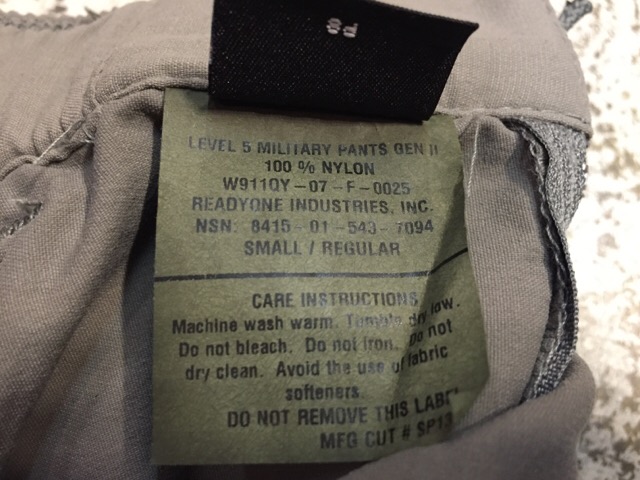 LEVEL 5 MILITARY PANTS GEN II
100 % NYLON
W911QY-07-F-0025
READYONE INDUSTRIES, INC.
NSN: 8415-01-543-7094
SMALL / REGULAR
CARE INSTRUCTIONS
Machine wash warm. Tumble dry low.
Do not bleach. Do not iron. Do not
dry clean. Avoid the use of fabric
softeners.
DO NOT REMOVE THIS LABE
MFG CUT # SP13